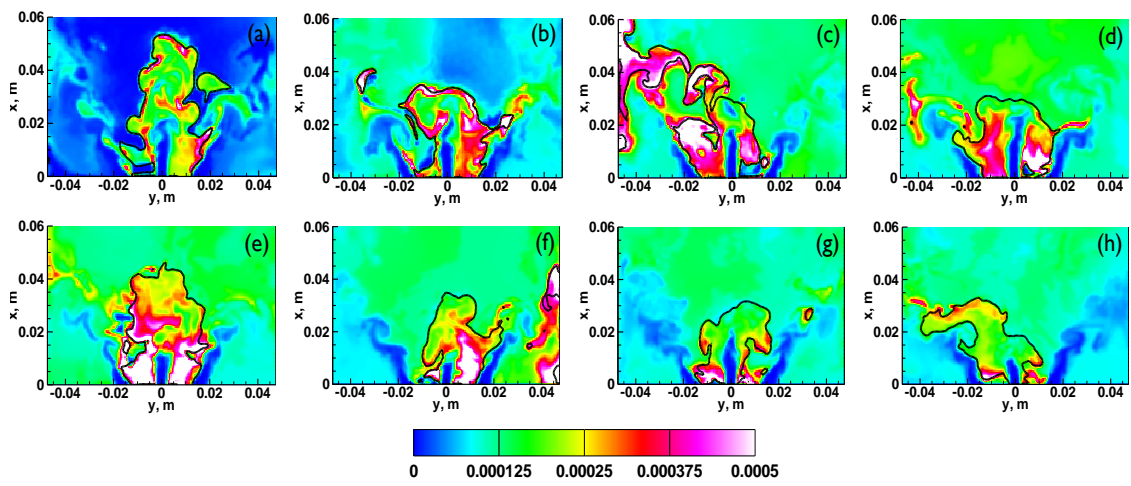 (a) (b) (c) (d)
x, m x, m x, m x, m
0.06 0.06 0.06 0.06
0.04 0.04 0.04 0.04
0.02 0.02 0.02 0.02
0 0 0 0
-0.04 -0.02 0 0.02 0.04 -0.04 -0.02 0 0.02 0.04 -0.04 -0.02 0 0.02 0.04 -0.04 -0.02 0 0.02 0.04
y, m y, m y, m y, m
(e) (f) (g) (h)
x, m x, m x, m x, m
0.06 0.06 0.06 0.06
0.04 0.04 0.04 0.04
0.02 0.02 0.02 0.02
0 0 0 0
-0.04 -0.02 0 0.02 0.04 -0.04 -0.02 0 0.02 0.04 -0.04 -0.02 0 0.02 0.04 -0.04 -0.02 0 0.02 0.04
y, m y, m y, m y, m
0 0.000125 0.00025 0.000375 0.0005